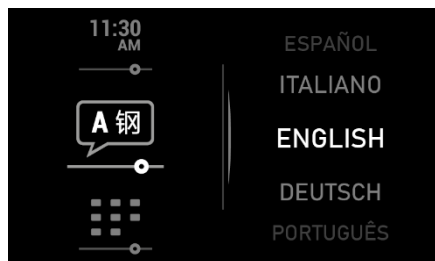 11:30
AM
A 钢
ESPAÑOL
ITALIANO
ENGLISH
DEUTSCH
PORTUGUÊS